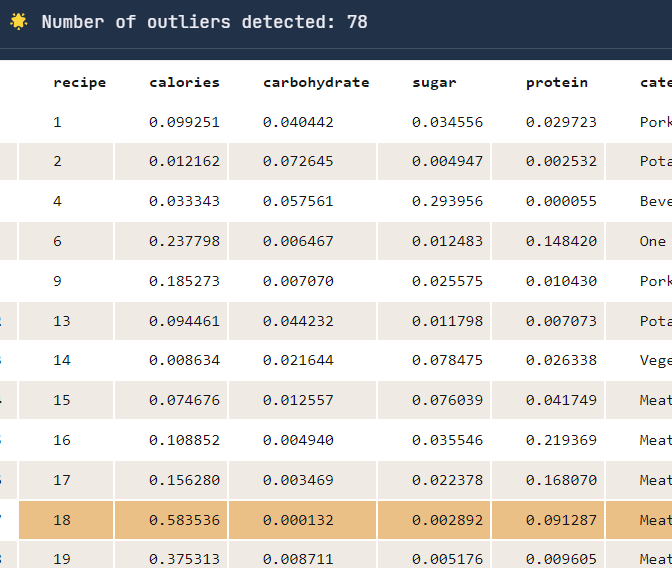 Number of outliers detected: 78
recipe calories carbohydrate sugar protein cate
1 0.099251 0.040442 0.034556 0.029723 Pork
2 0.012162 0.072645 0.004947 0.002532 Pota
4 0.033343 0.057561 0.293956 0.000055 Beve
6 0.237798 0.006467 0.012483 0.148420 One
9 0.185273 0.007070 0.025575 0.010430 Pork
13 0.094461 0.044232 0.011798 0.007073 Pota
14 0.008634 0.021644 0.078475 0.026338 Vege
15 0.074676 0.012557 0.076039 0.041749 Meat
16 0.108852 0.004940 0.035546 0.219369 Meat
17 0.156280 0.003469 0.022378 0.168070 Meat
18 0.583536 0.000132 0.002892 0.091287 Meat
19 0.375313 0.008711 0.005176 0.009605 Meat